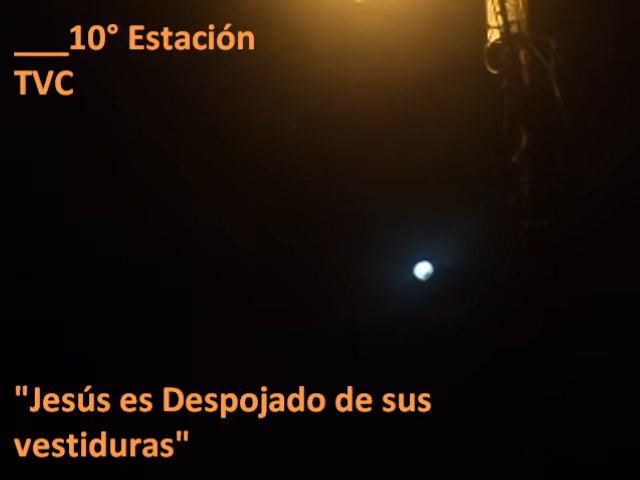 ___10° Estación
TVC
"Jesús es Despojado de sus
vestiduras"